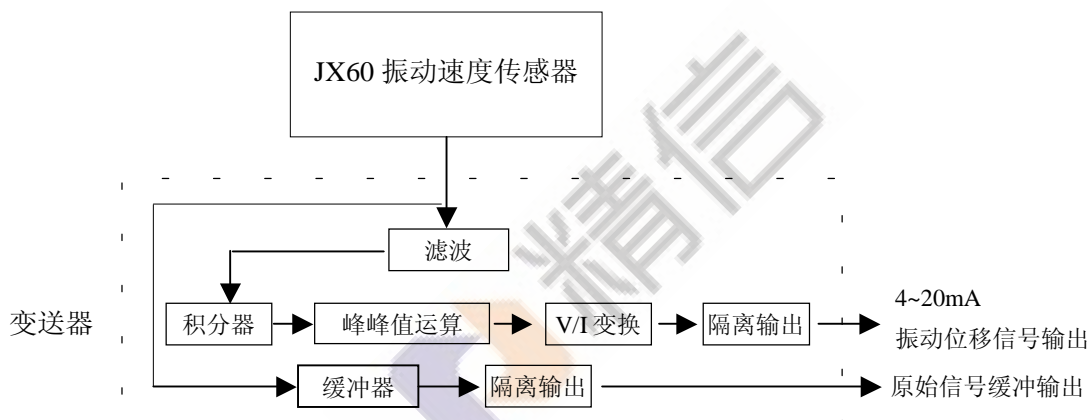 JX60 振动速度传感器
精信
滤波
变送器
积分器
峰峰值运算
V/I 变换
隔离输出
4~20mA
振动位移信号输出
缓冲器
隔离输出
原始信号缓冲输出